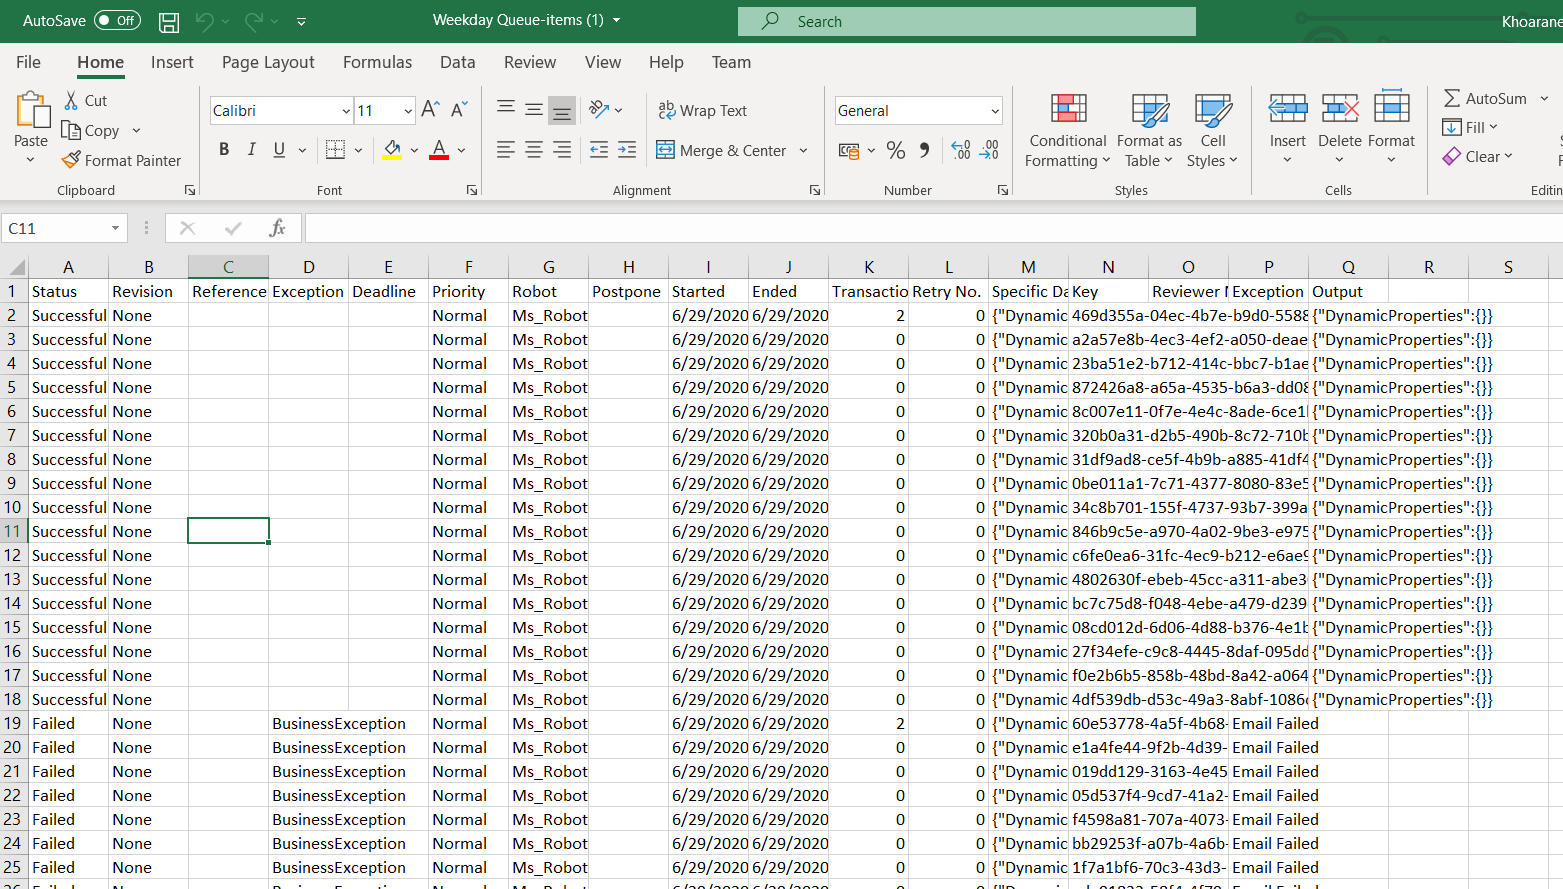 AutoSave Off Weekday Queue-items (1) Search Khoarane
File Home Insert Page Layout Formulas Data Review View Help Team
Paste Cut Copy Format Painter Clipboard
Calibri 11 A A B I U A Font
ab Wrap Text Merge & Center Alignment
General % Number
Conditional Formatting Format as Table Cell Styles Styles
Insert Delete Format Cells
AutoSum Fill Clear Editin
C11 fx
A B C D E F G H I J K L M N O P Q R S
1 Status Revision Reference Exception Deadline Priority Robot Postpone Started Ended Transactio Retry No. Specific Da Key Reviewer Exception Output
2 Successful None Normal Ms_Robot 6/29/2020 6/29/2020 2 0 {"Dynamic 469d355a-04ec-4b7e-b9d0-5588 {"DynamicProperties":{}}
3 Successful None Normal Ms_Robot 6/29/2020 6/29/2020 0 0 {"Dynamic a2a57e8b-4ec3-4ef2-a050-deae {"DynamicProperties":{}}
4 Successful None Normal Ms_Robot 6/29/2020 6/29/2020 0 0 {"Dynamic 23ba51e2-b712-414c-bbc7-b1ae {"DynamicProperties":{}}
5 Successful None Normal Ms_Robot 6/29/2020 6/29/2020 0 0 {"Dynamic 872426a8-a65a-4535-b6a3-dd08 {"DynamicProperties":{}}
6 Successful None Normal Ms_Robot 6/29/2020 6/29/2020 0 0 {"Dynamic 8c007e11-0f7e-4e4c-8ade-6ce1 {"DynamicProperties":{}}
7 Successful None Normal Ms_Robot 6/29/2020 6/29/2020 0 0 {"Dynamic 320b0a31-d2b5-490b-8c72-710b {"DynamicProperties":{}}
8 Successful None Normal Ms_Robot 6/29/2020 6/29/2020 0 0 {"Dynamic 31df9ad8-ce5f-4b9b-a885-41df4 {"DynamicProperties":{}}
9 Successful None Normal Ms_Robot 6/29/2020 6/29/2020 0 0 {"Dynamic 0be011a1-7c71-4377-8080-83e5 {"DynamicProperties":{}}
10 Successful None Normal Ms_Robot 6/29/2020 6/29/2020 0 0 {"Dynamic 34c8b701-155f-4737-93b7-399a {"DynamicProperties":{}}
11 Successful None Normal Ms_Robot 6/29/2020 6/29/2020 0 0 {"Dynamic 846b9c5e-a970-4a02-9be3-e975 {"DynamicProperties":{}}
12 Successful None Normal Ms_Robot 6/29/2020 6/29/2020 0 0 {"Dynamic c6fe0ea6-31fc-4ec9-b212-e6ae9 {"DynamicProperties":{}}
13 Successful None Normal Ms_Robot 6/29/2020 6/29/2020 0 0 {"Dynamic 4802630f-ebeb-45cc-a311-abe3 {"DynamicProperties":{}}
14 Successful None Normal Ms_Robot 6/29/2020 6/29/2020 0 0 {"Dynamic bc7c75d8-f048-4ebe-a479-d239 {"DynamicProperties":{}}
15 Successful None Normal Ms_Robot 6/29/2020 6/29/2020 0 0 {"Dynamic 08cd012d-6d06-4d88-b376-4e1b {"DynamicProperties":{}}
16 Successful None Normal Ms_Robot 6/29/2020 6/29/2020 0 0 {"Dynamic 27f34efe-c9c8-4445-8daf-095dd {"DynamicProperties":{}}
17 Successful None Normal Ms_Robot 6/29/2020 6/29/2020 0 0 {"Dynamic f0e2b6b5-858b-48bd-8a42-a064 {"DynamicProperties":{}}
18 Successful None Normal Ms_Robot 6/29/2020 6/29/2020 0 0 {"Dynamic 4df539db-d53c-49a3-8abf-1086 {"DynamicProperties":{}}
19 Failed None BusinessException Normal Ms_Robot 6/29/2020 6/29/2020 2 0 {"Dynamic 60e53778-4a5f-4b68- Email Failed
20 Failed None BusinessException Normal Ms_Robot 6/29/2020 6/29/2020 0 0 {"Dynamic e1a4fe44-9f2b-4d39- Email Failed
21 Failed None BusinessException Normal Ms_Robot 6/29/2020 6/29/2020 0 0 {"Dynamic 019dd129-3163-4e45 Email Failed
22 Failed None BusinessException Normal Ms_Robot 6/29/2020 6/29/2020 0 0 {"Dynamic 05d537f4-9cd7-41a2- Email Failed
23 Failed None BusinessException Normal Ms_Robot 6/29/2020 6/29/2020 0 0 {"Dynamic f4598a81-707a-4073- Email Failed
24 Failed None BusinessException Normal Ms_Robot 6/29/2020 6/29/2020 0 0 {"Dynamic bb29253f-a07b-4a6b- Email Failed
25 Failed None BusinessException Normal Ms_Robot 6/29/2020 6/29/2020 0 0 {"Dynamic 1f7a1bf6-70c3-43d3- Email Failed